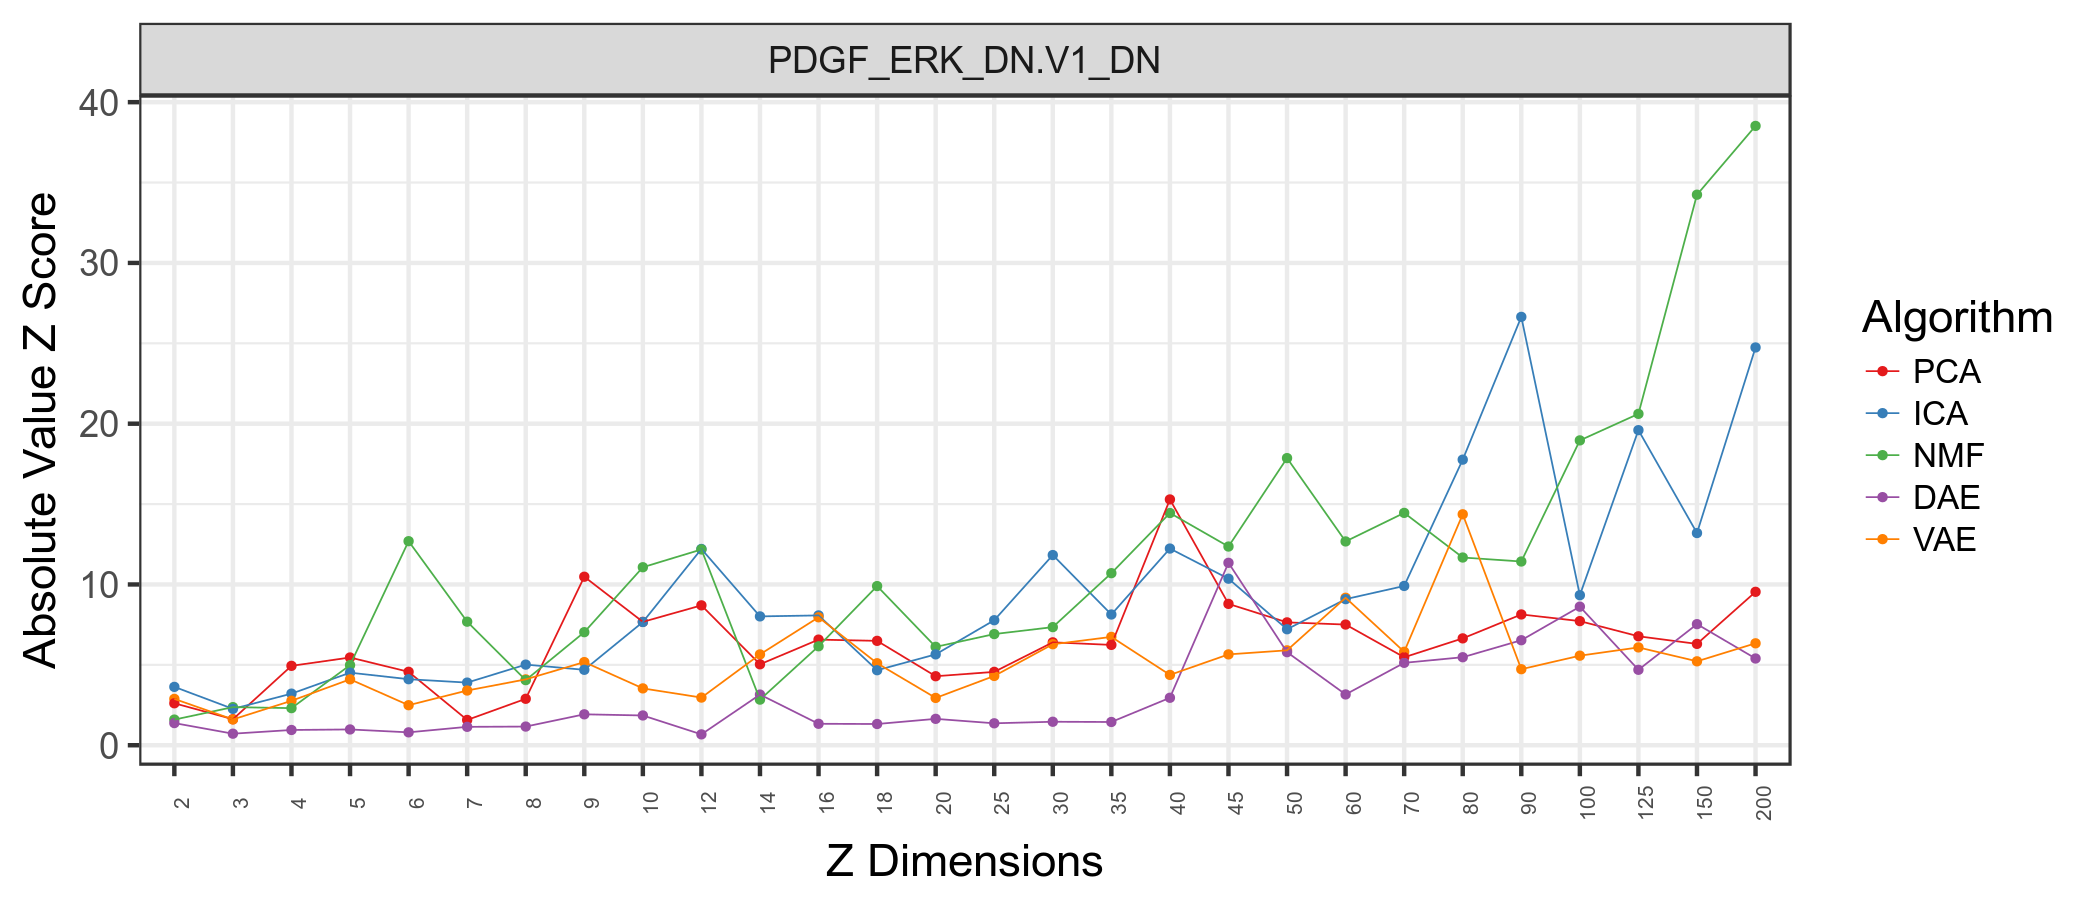 PDGF_ERK_DN.V1_DN
Absolute Value Z Score
40
30
20
10
0
2 3 4 5 6 7 8 9 10 12 14 16 18 20 25 30 35 40 45 50 60 70 80 90 100 125 150 200
Z Dimensions
Algorithm
PCA
ICA
NMF
DAE
VAE